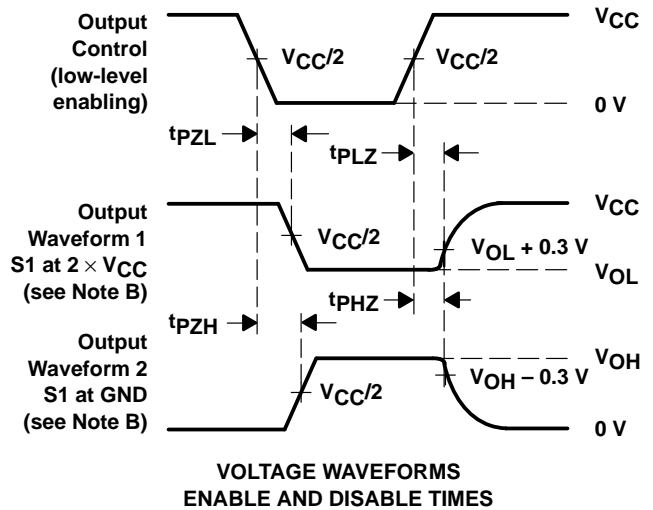 Output
Control
(low-level
enabling)
VCC/2
VCC/2
VCC
0 V
tPZL
tPLZ
Output
Waveform 1
S1 at 2 × VCC
(see Note B)
VCC/2
VCC
VOL + 0.3 V
VOL
tPZH
tPHZ
Output
Waveform 2
S1 at GND
(see Note B)
VCC/2
VOH
VOH – 0.3 V
0 V
VOLTAGE WAVEFORMS
ENABLE AND DISABLE TIMES